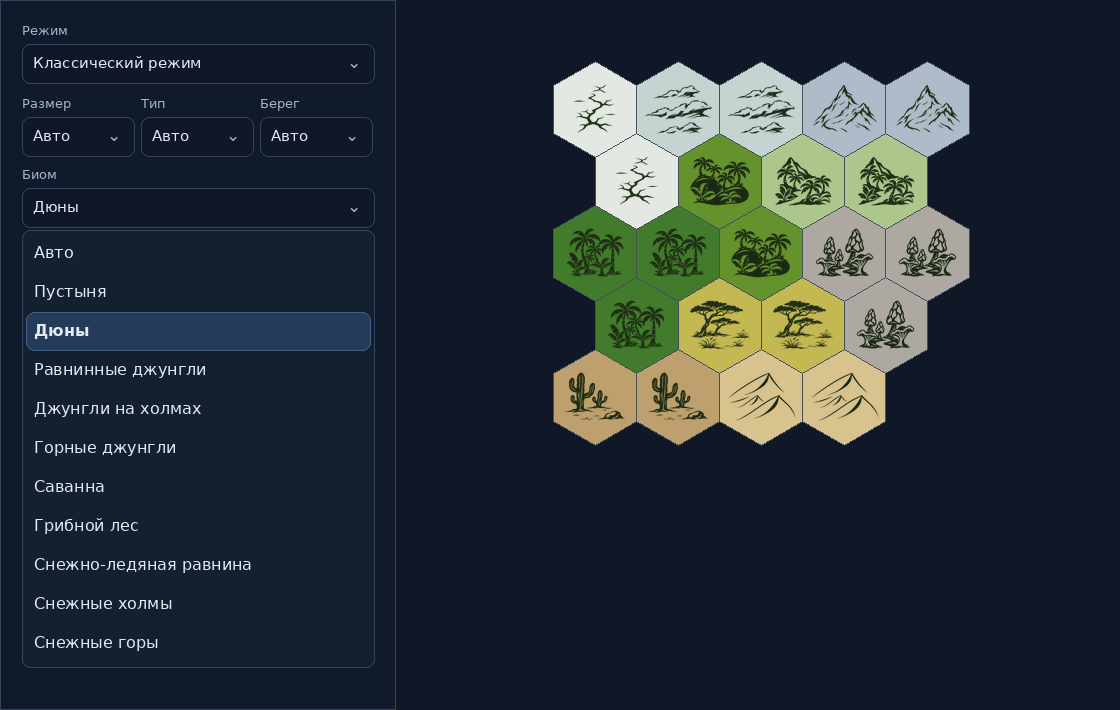 Режим
Классический режим
Размер Тип Берег
Авто Авто Авто
Биом
Дюны
Авто
Пустыня
Дюны
Равнинные джунгли
Джунгли на холмах
Горные джунгли
Саванна
Грибной лес
Снежно-ледяная равнина
Снежные холмы
Снежные горы